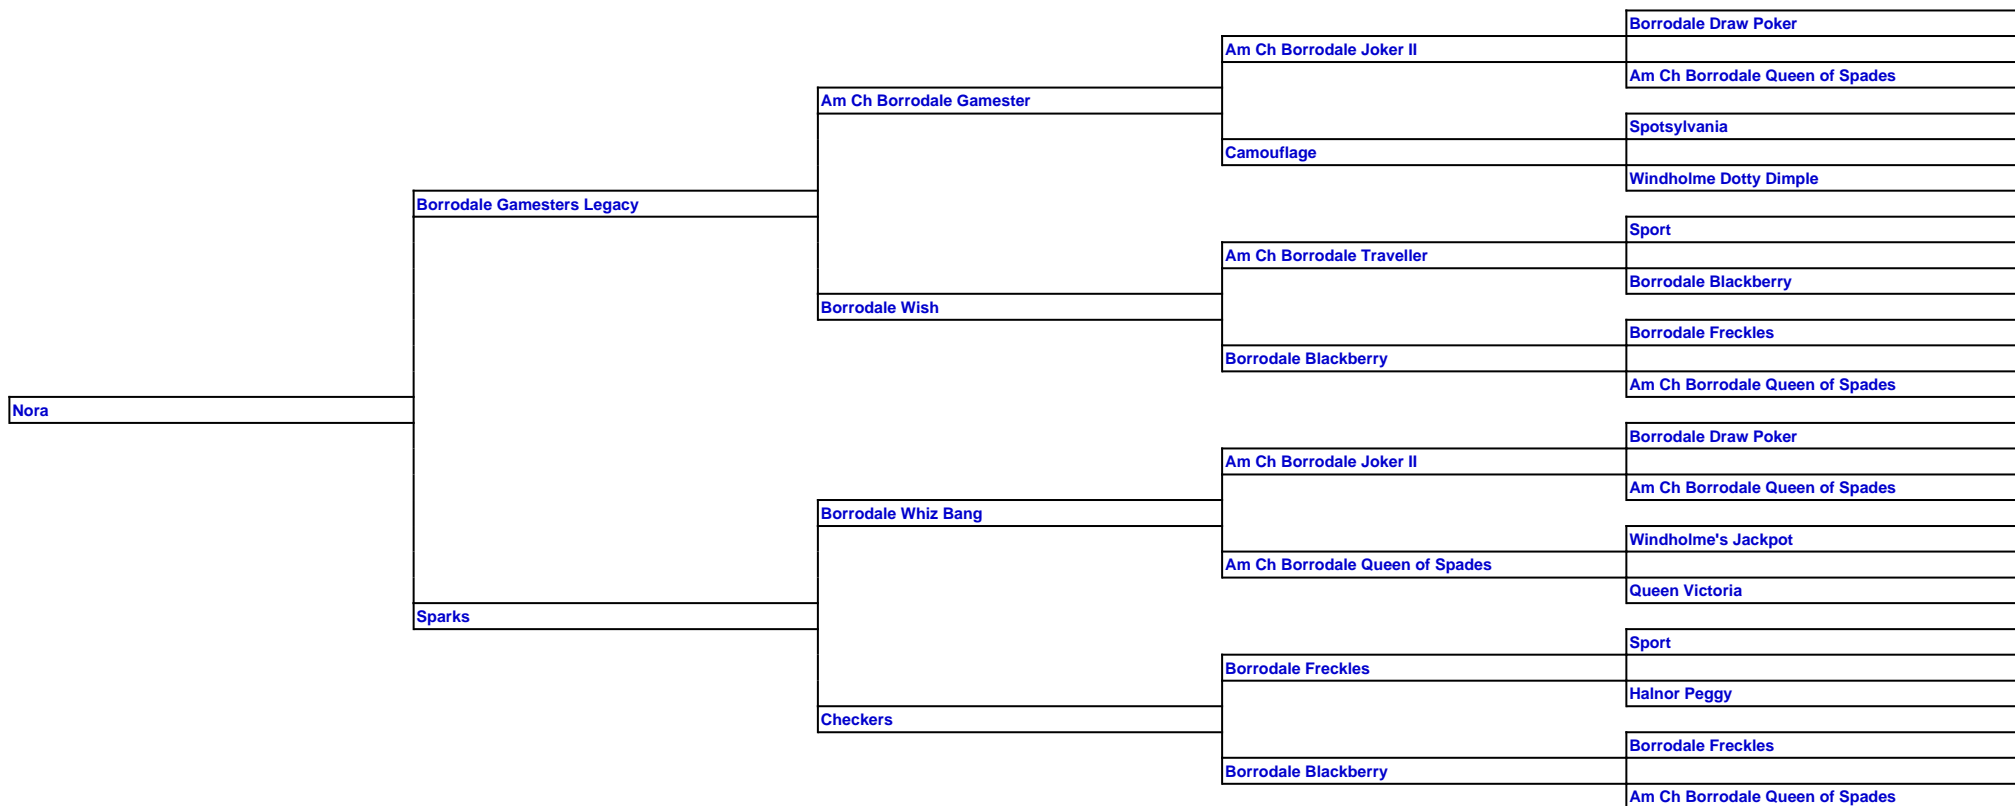 Borrodale Draw Poker
Am Ch Borrodale Joker II
Am Ch Borrodale Queen of Spades
Am Ch Borrodale Gamester
Spotsylvania
Camouflage
Windholme Dotty Dimple
Borrodale Gamesters Legacy
Sport
Am Ch Borrodale Traveller
Borrodale Blackberry
Borrodale Wish
Borrodale Freckles
Borrodale Blackberry
Am Ch Borrodale Queen of Spades
Nora
Borrodale Draw Poker
Am Ch Borrodale Joker II
Am Ch Borrodale Queen of Spades
Borrodale Whiz Bang
Windholme's Jackpot
Am Ch Borrodale Queen of Spades
Queen Victoria
Sparks
Sport
Borrodale Freckles
Halnor Peggy
Checkers
Borrodale Freckles
Borrodale Blackberry
Am Ch Borrodale Queen of Spades